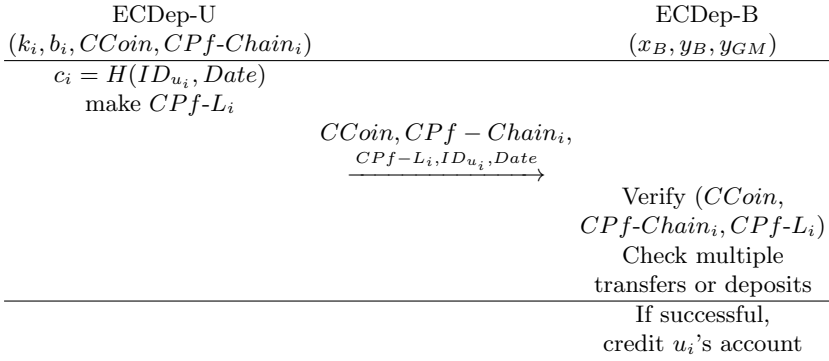 ECDep-U ECDep-B
(k_i, b_i, CCoin, CPf-Chain_i) (x_B, y_B, y_{GM})
c_i = H(ID_{u_i}, Date)
make CPf-L_i
CCoin, CPf − Chain_i,
CPf−L_i,ID_{u_i},Date
Verify (CCoin,
CPf-Chain_i, CPf-L_i)
Check multiple
transfers or deposits
If successful,
credit u_i's account